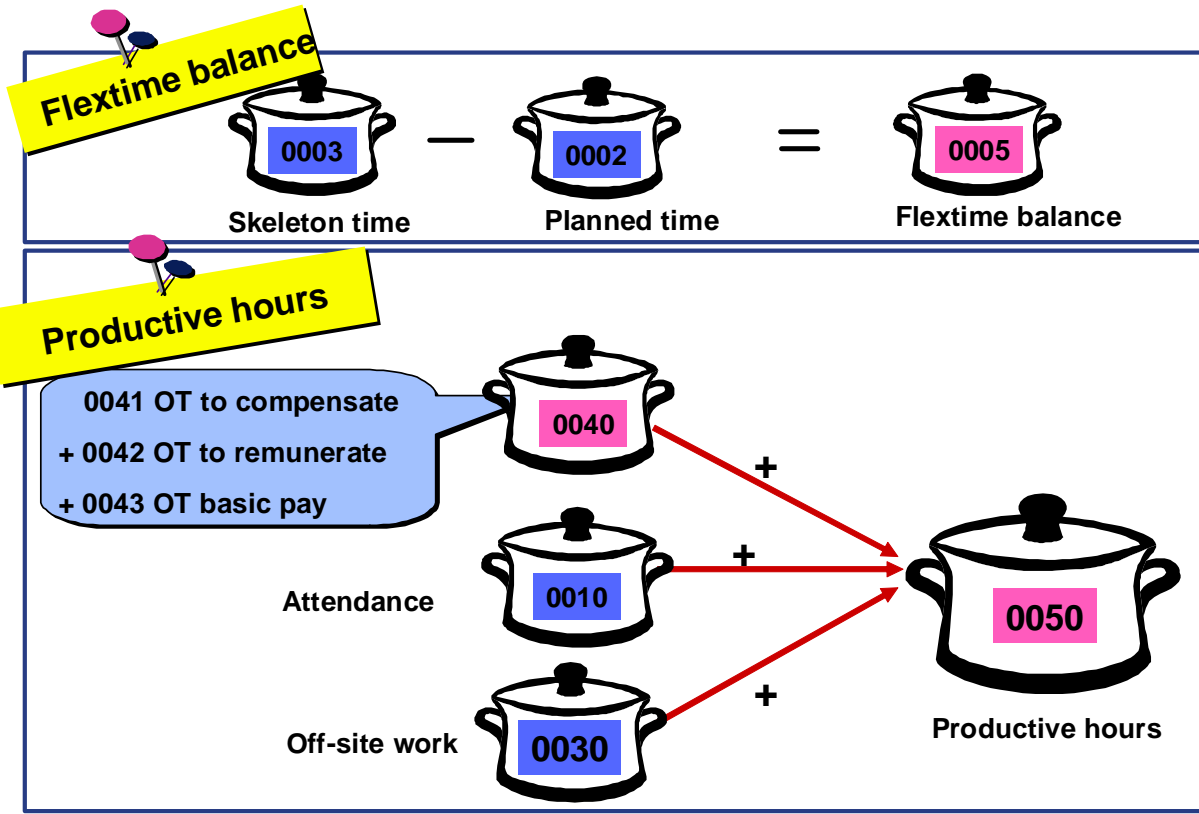 Flextime balance
0003
–
0002
=
0005
Skeleton time
Planned time
Flextime balance
Productive hours
0041 OT to compensate
+ 0042 OT to remunerate
+ 0043 OT basic pay
0040
+
Attendance
0010
+
0050
Off-site work
0030
+
Productive hours